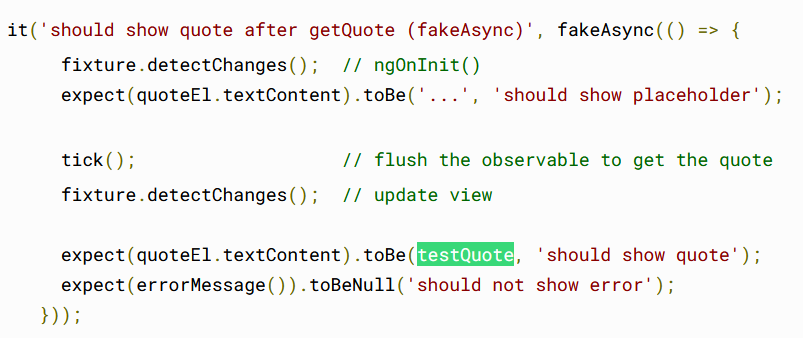 it('should show quote after getQuote (fakeAsync)', fakeAsync(() => {
fixture.detectChanges(); // ngOnInit()
expect(quoteEl.textContent).toBe('...', 'should show placeholder');
tick(); // flush the observable to get the quote
fixture.detectChanges(); // update view
expect(quoteEl.textContent).toBe(testQuote, 'should show quote');
expect(errorMessage()).toBeNull('should not show error');
}));